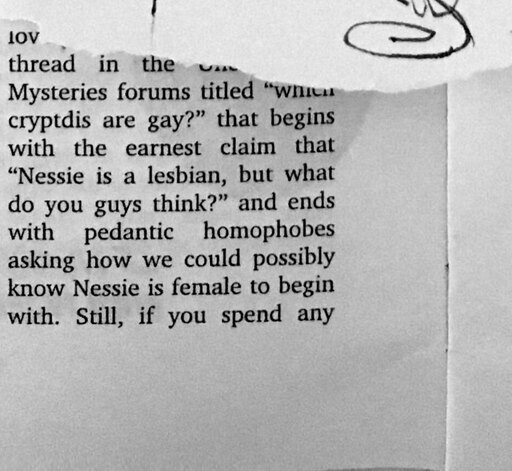 thread in the
Mysteries forums titled “which
cryptdis are gay?” that begins
with the earnest claim that
“Nessie is a lesbian, but what
do you guys think?” and ends
with pedantic homophobes
asking how we could possibly
know Nessie is female to begin
with. Still, if you spend any